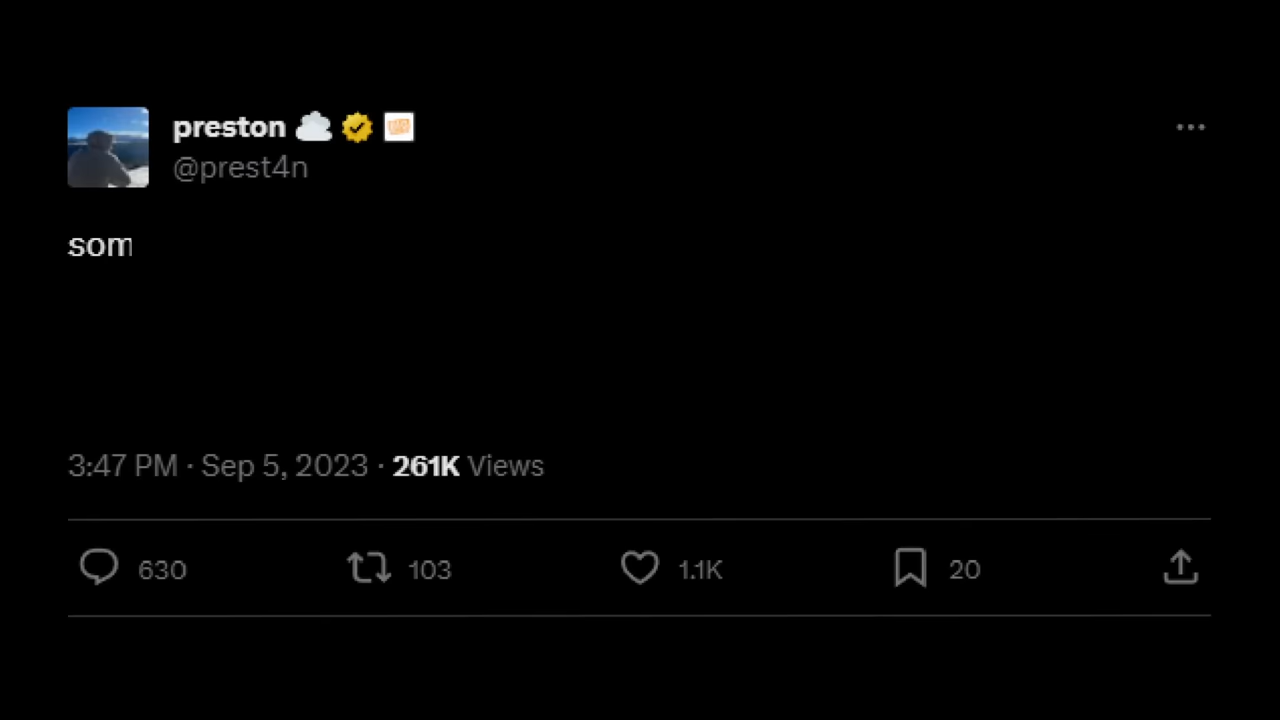 preston
@prest4n
som
3:47 PM · Sep 5, 2023 · 261K Views
630 103 1.1K 20